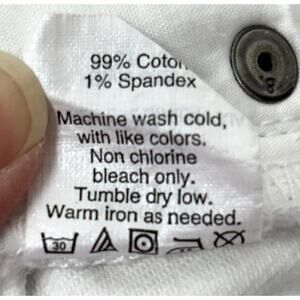 99% Coton
1% Spandex
Machine wash cold,
with like colors.
Non chlorine
bleach only.
Tumble dry low.
Warm iron as needed.
30